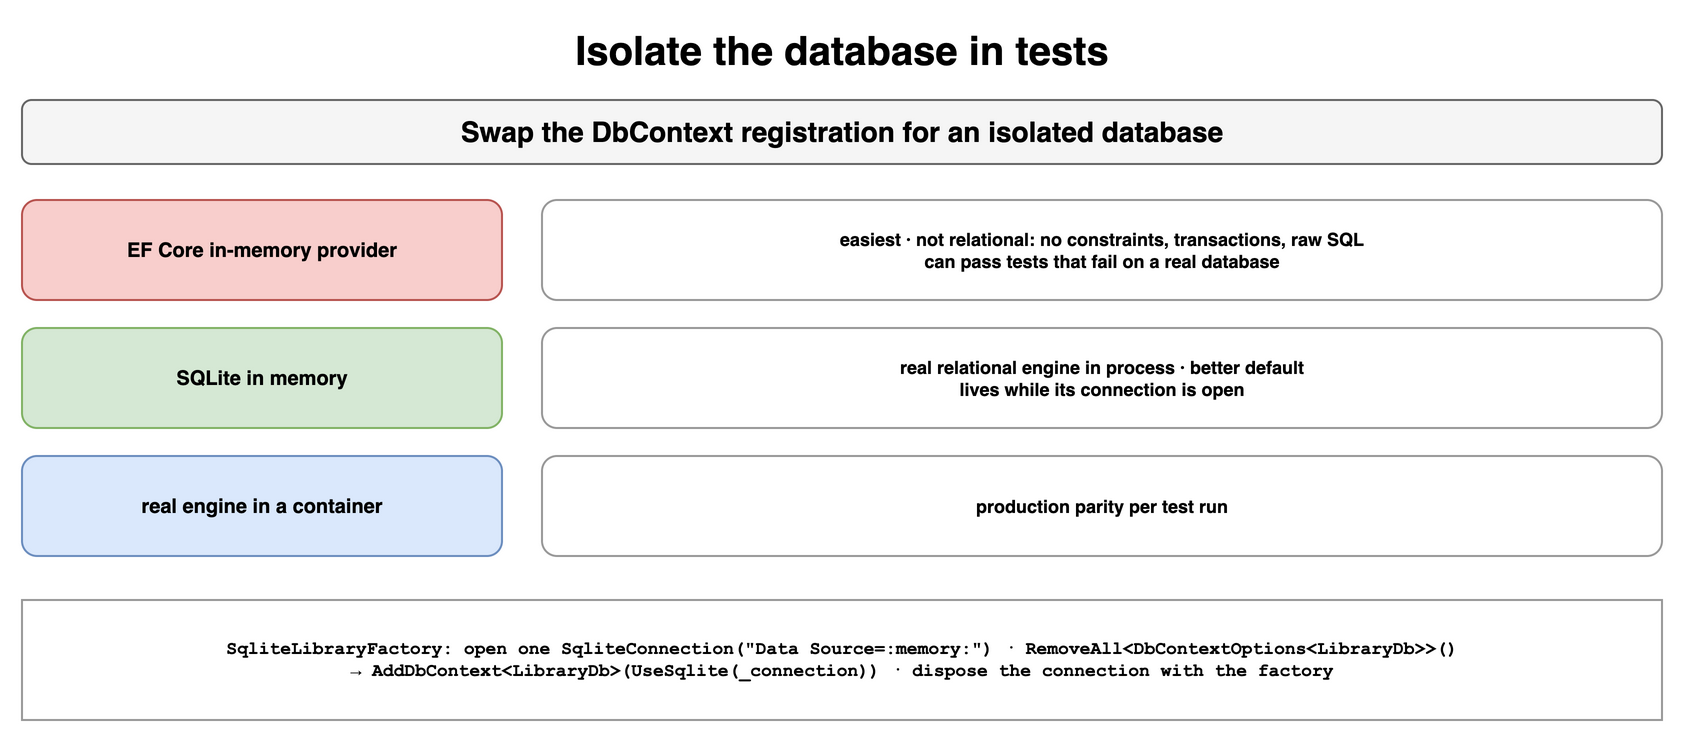 Isolate the database in tests
Swap the DbContext registration for an isolated database
EF Core in-memory provider
easiest · not relational: no constraints, transactions, raw SQL
can pass tests that fail on a real database
SQLite in memory
real relational engine in process · better default
lives while its connection is open
real engine in a container
production parity per test run
SqliteLibraryFactory: open one SqliteConnection("Data Source=:memory:") · RemoveAll<DbContextOptions<LibraryDb>>()
→ AddDbContext<LibraryDb>(UseSqlite(_connection)) · dispose the connection with the factory